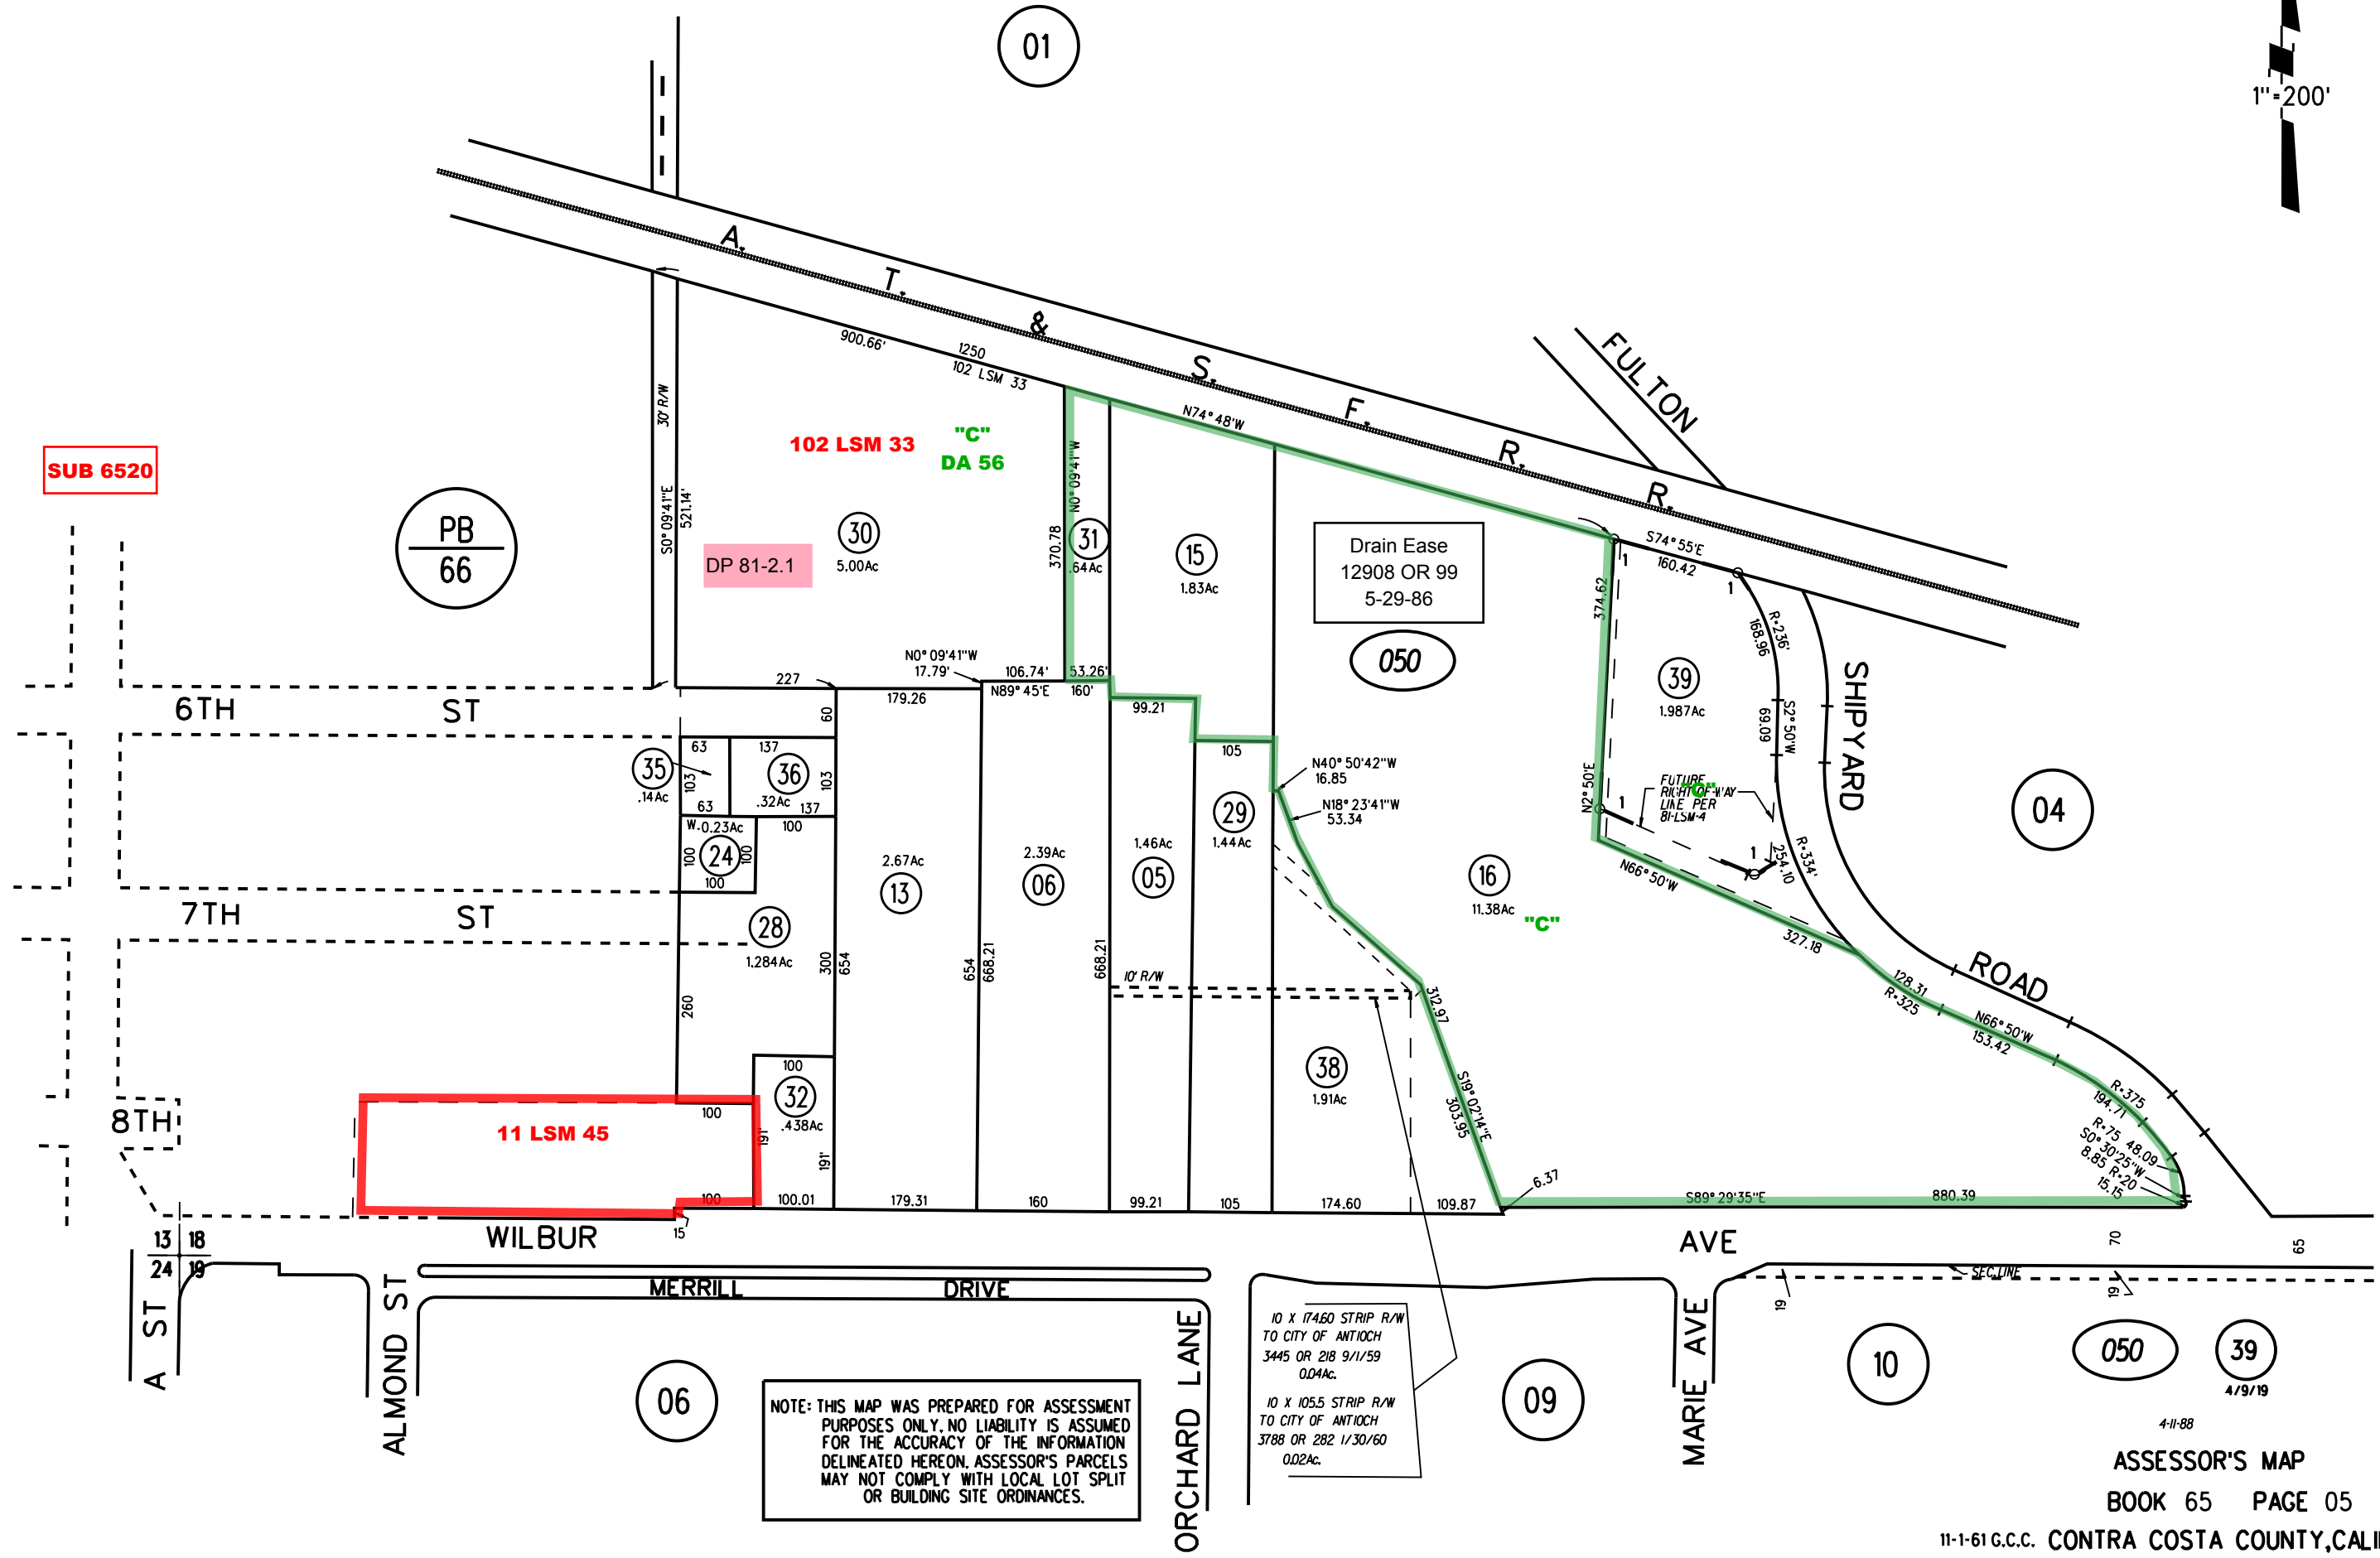 01
1"=200'
A. T. & S. F. R. R.
900.66'
1250
102 LSM 33
N74°48'W
FULTON
30' R/W
S0°09'41"E
521.14'
SUB 6520
102 LSM 33
"C"
DA 56
N0°09'41"W
370.78
PB
66
30
5.00Ac
DP 81-2.1
31
.64Ac
15
1.83Ac
Drain Ease
12908 OR 99
5-29-86
050
374.62
1
S74°55'E
160.42
1
R=236'
168.96
39
1.987Ac
S2°50'W
69.09
SHIPYARD
N0°09'41"W
17.79'
106.74'
53.26'
N89°45'E
160'
227
179.26
99.21
105
6TH ST
60
63
137
35
.14Ac
103
36
.32Ac
103
63
137
W.0.23Ac
100
24
100
100
100
N40°50'42"W
16.85
N18°23'41"W
53.34
29
1.44Ac
N2°50'E
1
FUTURE
RIGHT-OF-WAY
LINE PER
81-LSM-4
"C"
1
R=334'
254.10
04
7TH ST
28
1.284Ac
300
654
260
2.67Ac
13
654
668.21
2.39Ac
06
668.21
1.46Ac
05
10' R/W
16
11.38Ac
"C"
N66°50'W
327.18
312.97
S19°02'14"E
303.95
38
1.91Ac
128.31
R=325
ROAD
N66°50'W
153.42
R=375
194.71
R=75 48.09
S0°30'25"W
8.85 R=20
15.15
8TH
11 LSM 45
100
100
32
.438Ac
191'
191'
100
100.01
179.31
160
99.21
105
174.60
109.87
6.37
S89°29'35"E
880.39
15
WILBUR AVE
13 18
24 19
70
65
SEC.LINE
19
19
MERRILL DRIVE
A ST
ALMOND ST
ORCHARD LANE
MARIE AVE
06
09
10
050
39
4/9/19
4-11-88
NOTE: THIS MAP WAS PREPARED FOR ASSESSMENT
PURPOSES ONLY. NO LIABILITY IS ASSUMED
FOR THE ACCURACY OF THE INFORMATION
DELINEATED HEREON. ASSESSOR'S PARCELS
MAY NOT COMPLY WITH LOCAL LOT SPLIT
OR BUILDING SITE ORDINANCES.
10 X 174.60 STRIP R/W
TO CITY OF ANTIOCH
3445 OR 218 9/1/59
0.04Ac.
10 X 105.5 STRIP R/W
TO CITY OF ANTIOCH
3788 OR 282 1/30/60
0.02Ac.
ASSESSOR'S MAP
BOOK 65 PAGE 05
11-1-61 G.C.C. CONTRA COSTA COUNTY,CALI